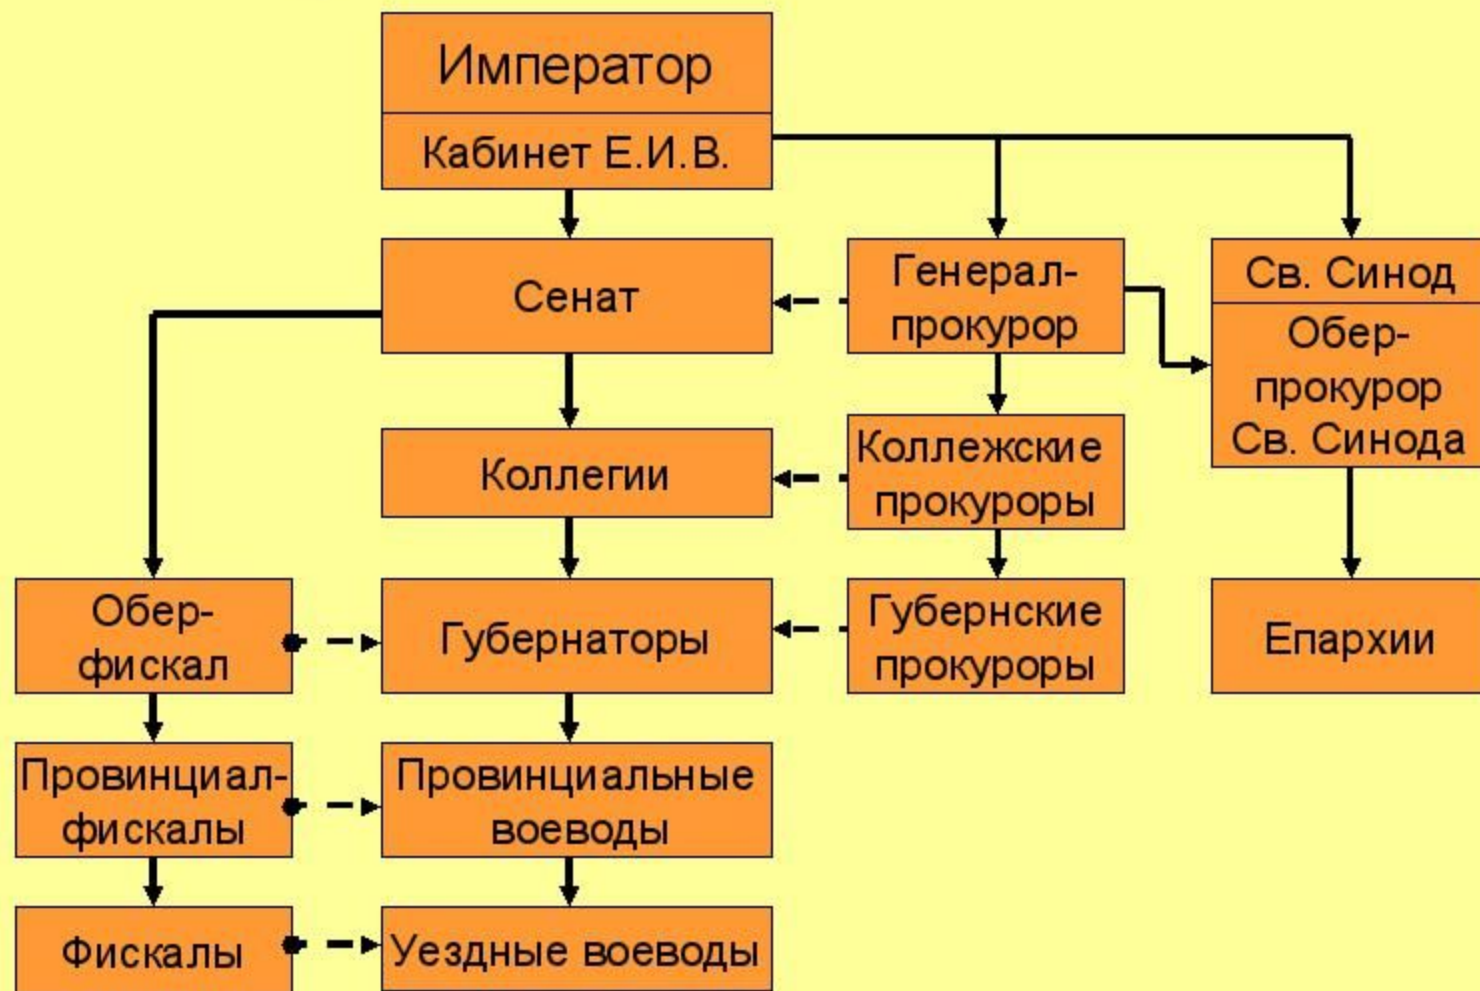 Император
Кабинет Е.И.В.
Сенат
Генерал-
прокурор
Св. Синод
Обер-
прокурор
Св. Синода
Коллегии
Коллежские
прокуроры
Обер-
фискал
Губернаторы
Губернские
прокуроры
Епархии
Провинциал-
фискалы
Провинциальные
воеводы
Фискалы
Уездные воеводы